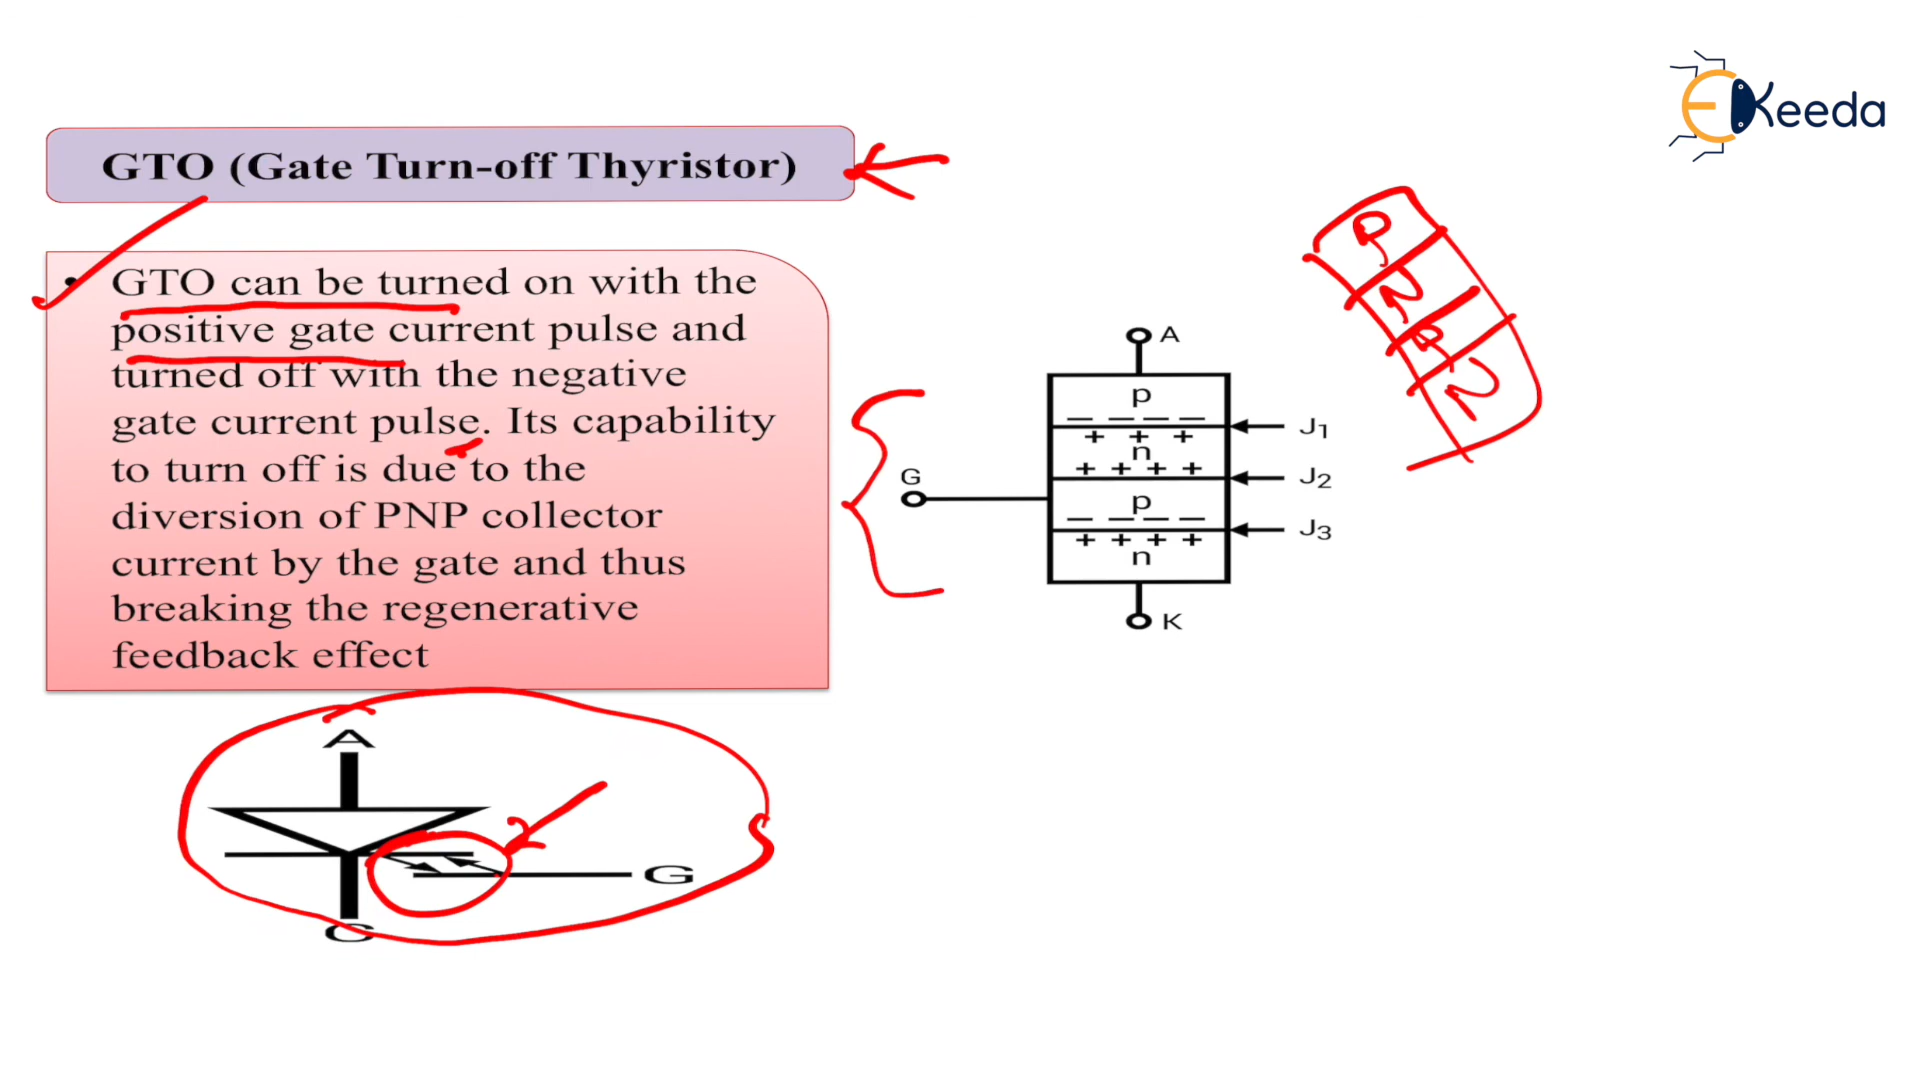 Keeda
GTO (Gate Turn-off Thyristor)
• GTO can be turned on with the
positive gate current pulse and
turned off with the negative
gate current pulse. Its capability
to turn off is due to the
diversion of PNP collector
current by the gate and thus
breaking the regenerative
feedback effect
A
G
C
A
p
_ _ _ _
+ + +
n
+ + + +
G
p
_ _ _ _
+ + + +
n
K
J1
J2
J3
P
N
P
N